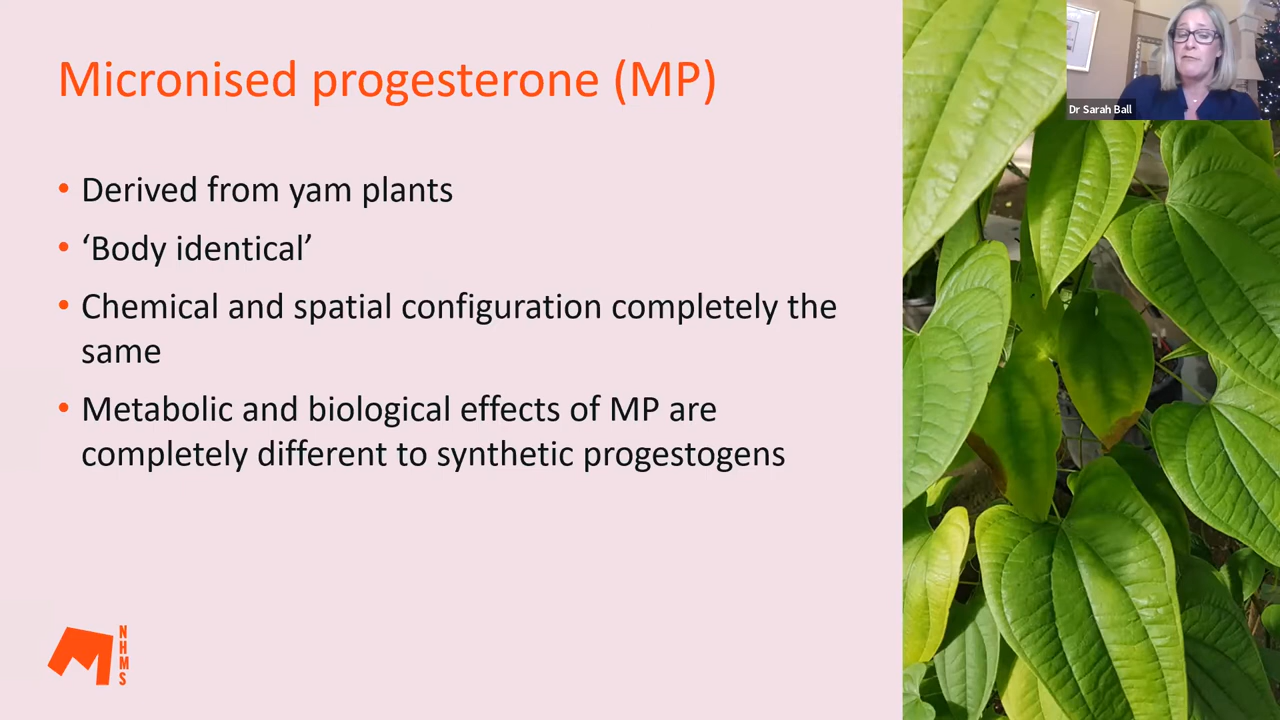 Micronised progesterone (MP)
Dr Sarah Ball
• Derived from yam plants
• ‘Body identical’
• Chemical and spatial configuration completely the
same
• Metabolic and biological effects of MP are
completely different to synthetic progestogens
NHMS